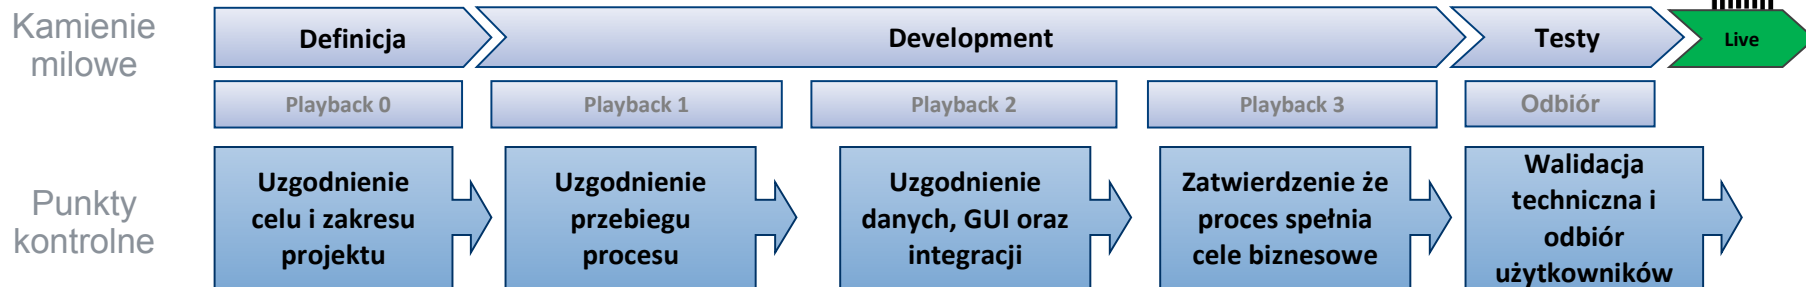 Kamienie
milowe
Definicja
Development
Testy
Live
Playback 0
Playback 1
Playback 2
Playback 3
Odbiór
Punkty
kontrolne
Uzgodnienie
celu i zakresu
projektu
Uzgodnienie
przebiegu
procesu
Uzgodnienie
danych, GUI oraz
integracji
Zatwierdzenie że
proces spełnia
cele biznesowe
Walidacja
techniczna i
odbiór
użytkowników